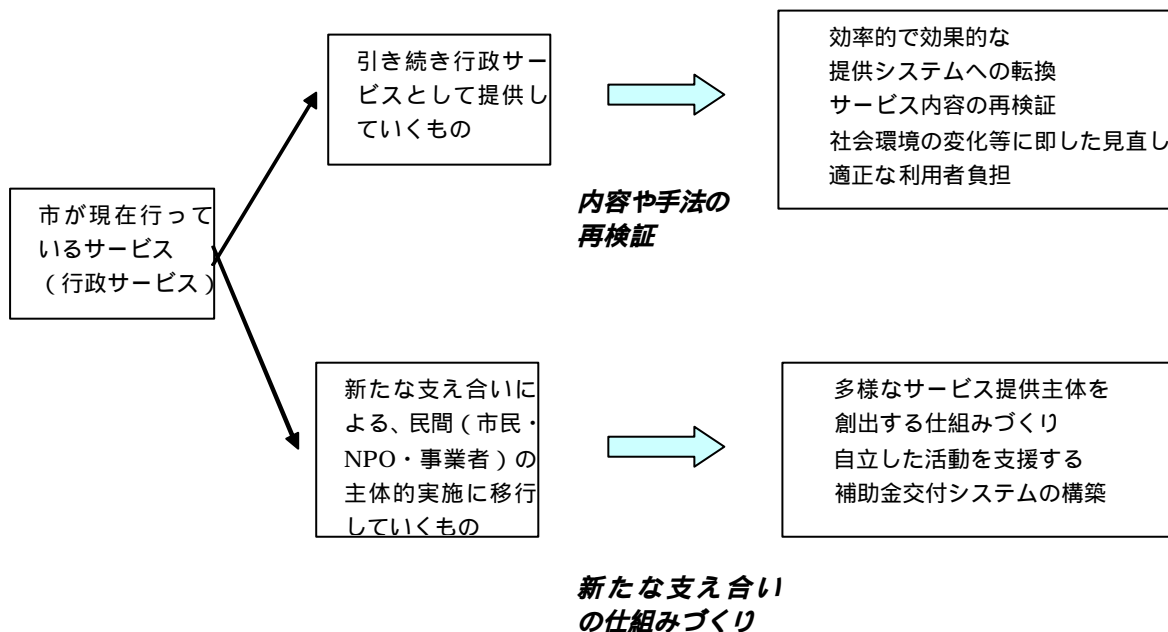 市が現在行って
いるサービス
(行政サービス)
引き続き行政サー
ビスとして提供し
ていくもの
内容や手法の
再検証
効率的で効果的な
提供システムへの転換
サービス内容の再検証
社会環境の変化等に即した見直し
適正な利用者負担
新たな支え合いに
よる、民間(市民・
NPO・事業者)の
主体的実施に移行
していくもの
新たな支え合い
の仕組みづくり
多様なサービス提供主体を
創出する仕組みづくり
自立した活動を支援する
補助金交付システムの構築